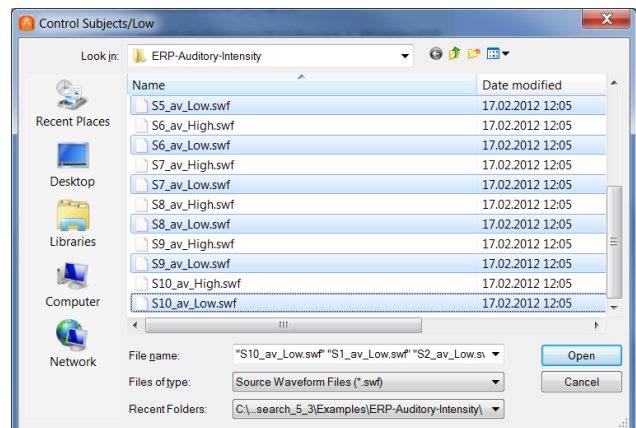 Control Subjects/Low
Look in: ERP-Auditory-Intensity
Name Date modified
S5_av_Low.swf 17.02.2012 12:05
S6_av_High.swf 17.02.2012 12:05
S6_av_Low.swf 17.02.2012 12:05
S7_av_High.swf 17.02.2012 12:05
S7_av_Low.swf 17.02.2012 12:05
S8_av_High.swf 17.02.2012 12:05
S8_av_Low.swf 17.02.2012 12:05
S9_av_High.swf 17.02.2012 12:05
S9_av_Low.swf 17.02.2012 12:05
S10_av_High.swf 17.02.2012 12:05
S10_av_Low.swf 17.02.2012 12:05
Recent Places
Desktop
Libraries
Computer
Network
File name: "S10_av_Low.swf" "S1_av_Low.swf" "S2_av_Low.sw
Open
Files of type: Source Waveform Files (*.swf)
Cancel
Recent Folders: C:\...search_5_3\Examples\ERP-Auditory-Intensity\